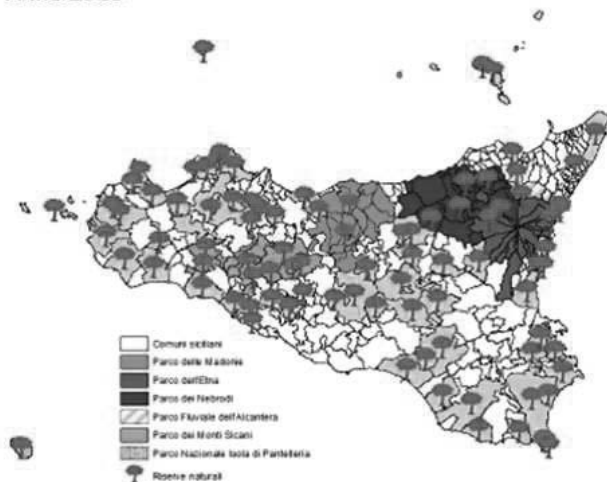 Comuni siciliani
Parco delle Madonie
Parco dell'Etna
Parco dei Nebrodi
Parco Fluviale dell'Alcantera
Parco dei Monti Sicani
Parco Nazionale Isola di Pantelleria
Riserve naturali